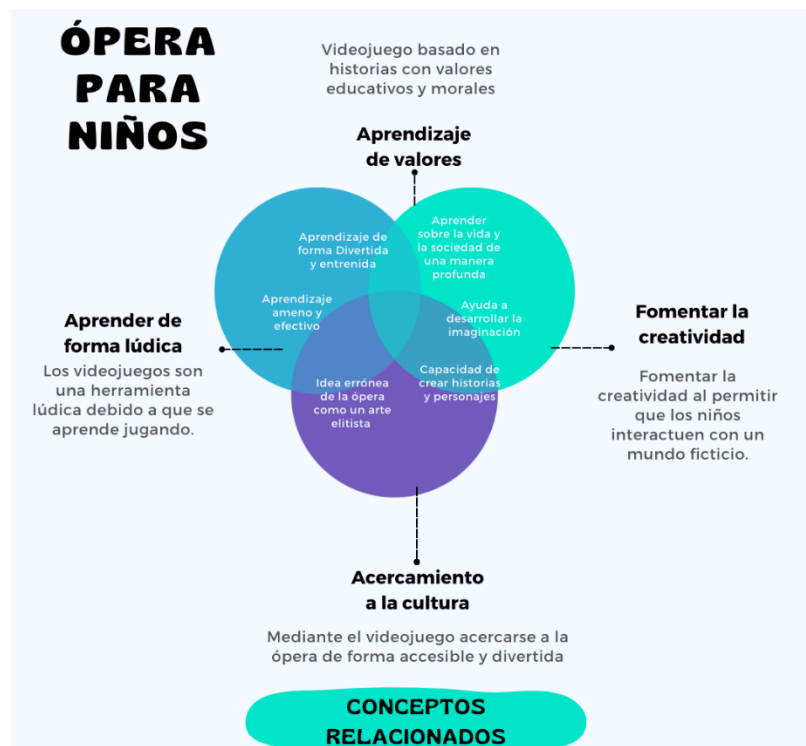 ÓPERA
PARA
NIÑOS
Videojuego basado en
historias con valores
educativos y morales
Aprendizaje
de valores
Aprendizaje de
forma Divertida
y entrenida
Aprender
sobre la vida y
la sociedad de
una manera
profunda
Aprendizaje
ameno y
efectivo
Ayuda a
desarrollar la
imaginación
Idea errónea
de la ópera
como un arte
elitista
Capacidad de
crear historias
y personajes
Aprender de
forma lúdica
Los videojuegos son
una herramienta
lúdica debido a que se
aprende jugando.
Fomentar la
creatividad
Fomentar la
creatividad al permitir
que los niños
interactuen con un
mundo ficticio.
Acercamiento
a la cultura
Mediante el videojuego acercarse a la
ópera de forma accesible y divertida
CONCEPTOS
RELACIONADOS